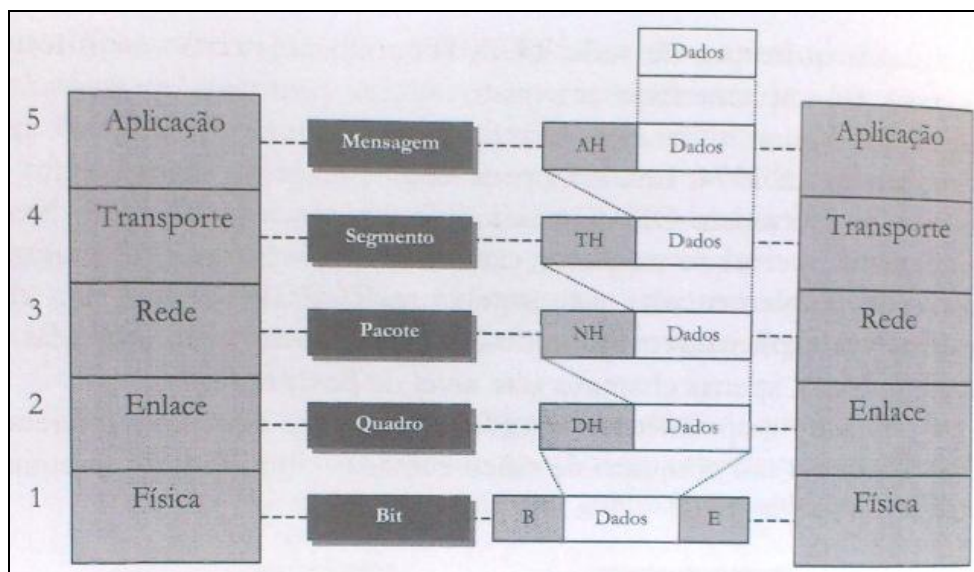 Dados
5 Aplicação Mensagem AH Dados Aplicação
4 Transporte Segmento TH Dados Transporte
3 Rede Pacote NH Dados Rede
2 Enlace Quadro DH Dados Enlace
1 Física Bit B Dados E Física